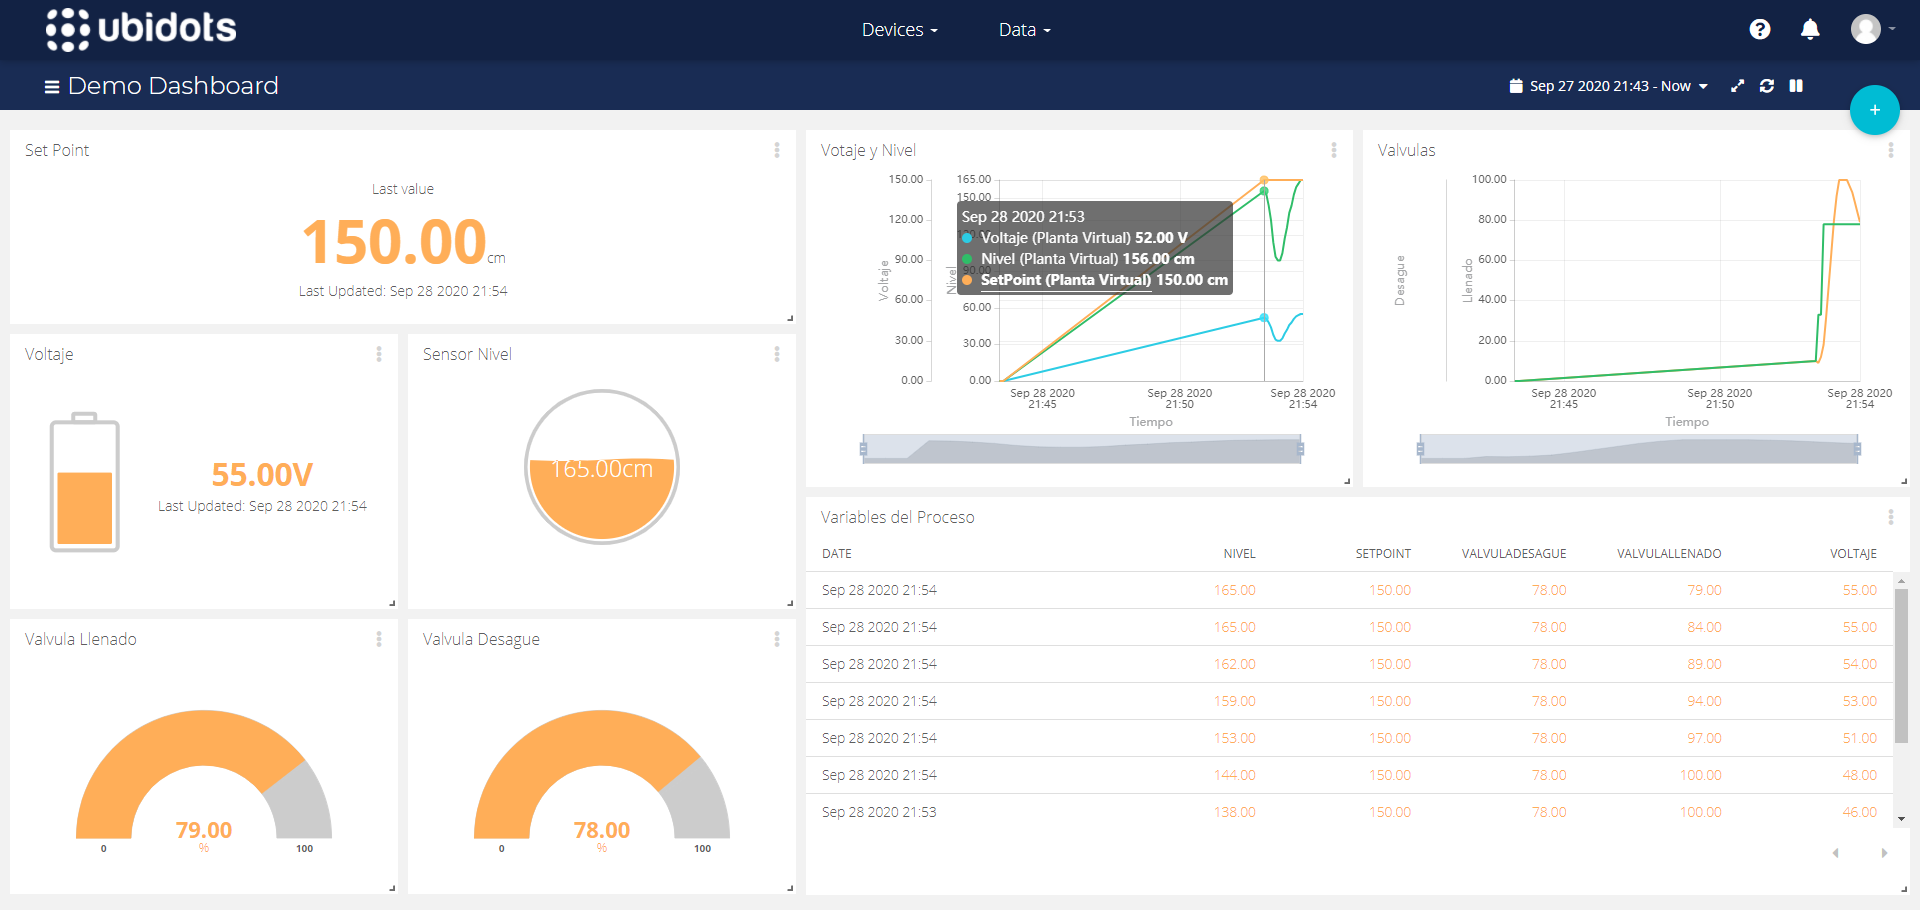 ubidots
Devices
Data
Demo Dashboard
Sep 27 2020 21:43 - Now
+
Set Point
Last value
150.00 cm
Last Updated: Sep 28 2020 21:54
Voltaje
55.00V
Last Updated: Sep 28 2020 21:54
Sensor Nivel
165.00cm
Valvula Llenado
79.00
%
0 100
Valvula Desague
78.00
%
0 100
Votaje y Nivel
150.00
120.00
90.00
60.00
30.00
0.00
Voltaje
165.00
150.00
90.00
60.00
30.00
0.00
Nivel
Sep 28 2020 21:53
Voltaje (Planta Virtual) 52.00 V
Nivel (Planta Virtual) 156.00 cm
SetPoint (Planta Virtual) 150.00 cm
Sep 28 2020 21:45
Sep 28 2020 21:50
Sep 28 2020 21:54
Tiempo
Valvulas
Desague
Llenado
100.00
80.00
60.00
40.00
20.00
0.00
Sep 28 2020 21:45
Sep 28 2020 21:50
Sep 28 2020 21:54
Tiempo
Variables del Proceso
DATE NIVEL SETPOINT VALVULADESAGUE VALVULALLENADO VOLTAJE
Sep 28 2020 21:54 165.00 150.00 78.00 79.00 55.00
Sep 28 2020 21:54 165.00 150.00 78.00 84.00 55.00
Sep 28 2020 21:54 162.00 150.00 78.00 89.00 54.00
Sep 28 2020 21:54 159.00 150.00 78.00 94.00 53.00
Sep 28 2020 21:54 153.00 150.00 78.00 97.00 51.00
Sep 28 2020 21:54 144.00 150.00 78.00 100.00 48.00
Sep 28 2020 21:53 138.00 150.00 78.00 100.00 46.00